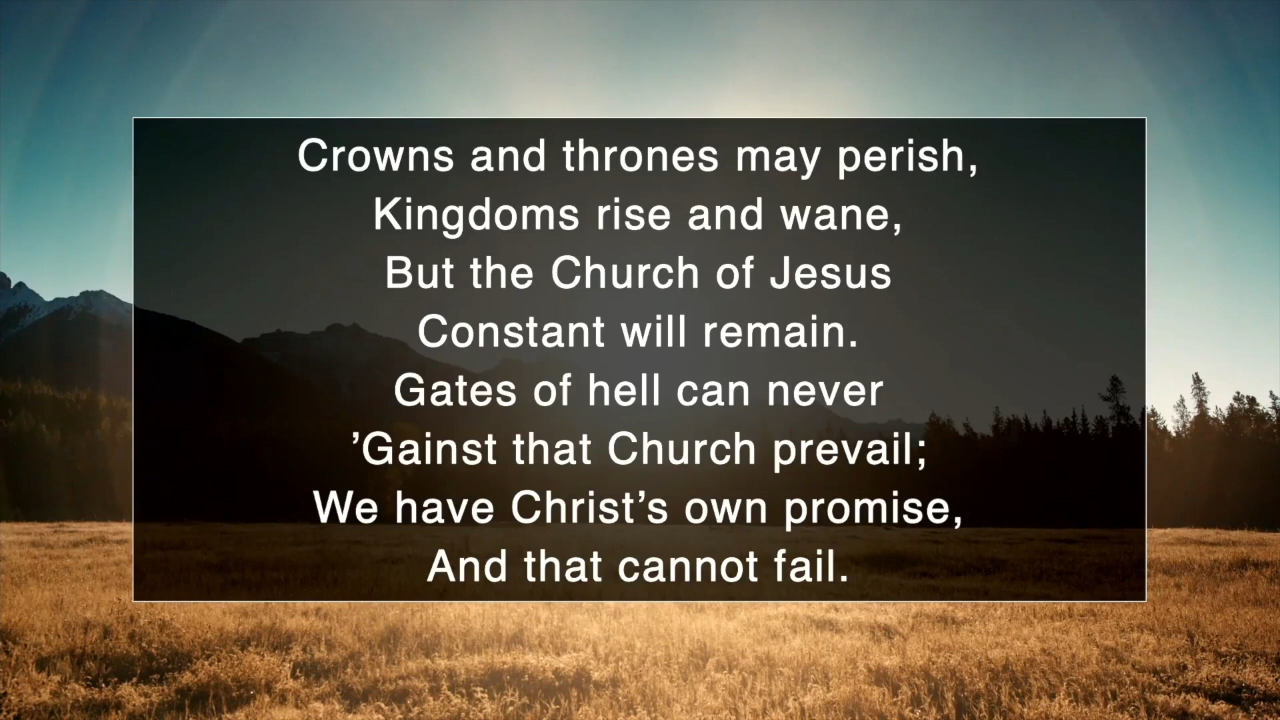 Crowns and thrones may perish,
Kingdoms rise and wane,
But the Church of Jesus
Constant will remain.
Gates of hell can never
’Gainst that Church prevail;
We have Christ’s own promise,
And that cannot fail.